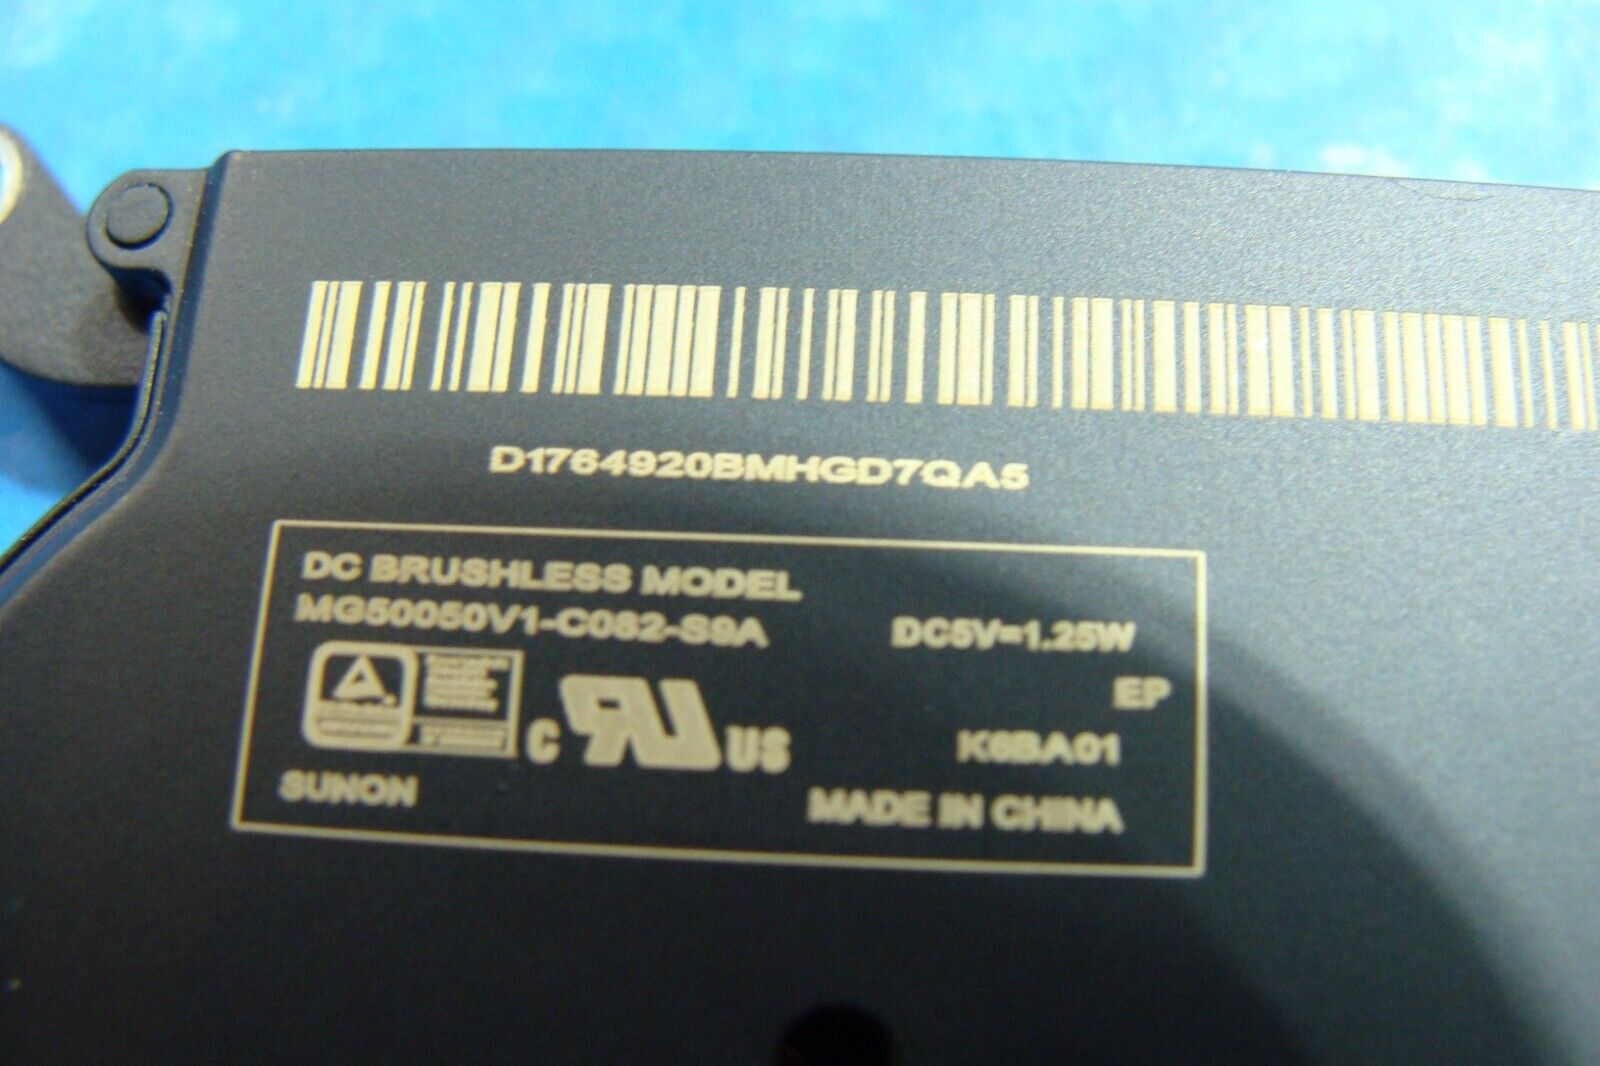 D1764920BMHGD7QA5
DC BRUSHLESS MODEL
MG50050V1-C082-S9A
DC5V=1.25W
EP
C
US
K6BA01
SUNON
MADE IN CHINA